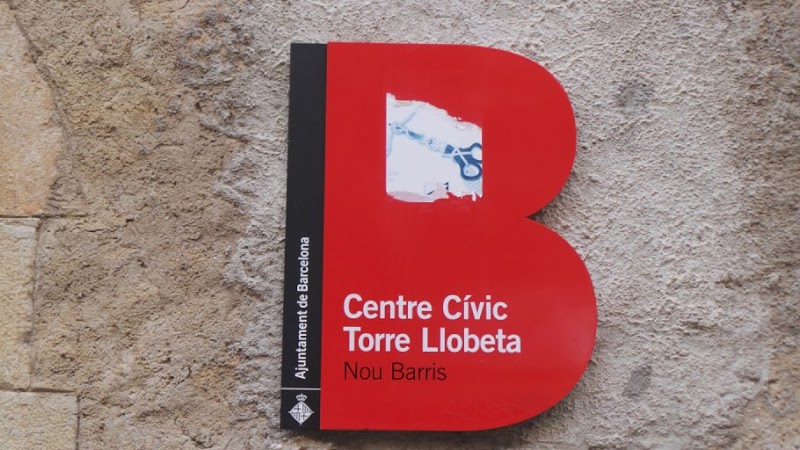 Ajuntament de Barcelona
Centre Cívic
Torre Llobeta
Nou Barris